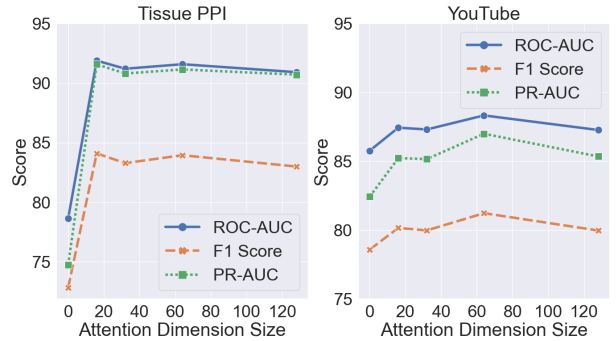 Tissue PPI
95
90
85
80
75
Score
0 20 40 60 80 100 120
Attention Dimension Size
ROC-AUC
F1 Score
PR-AUC
YouTube
95
90
85
80
75
Score
0 20 40 60 80 100 120
Attention Dimension Size
ROC-AUC
F1 Score
PR-AUC